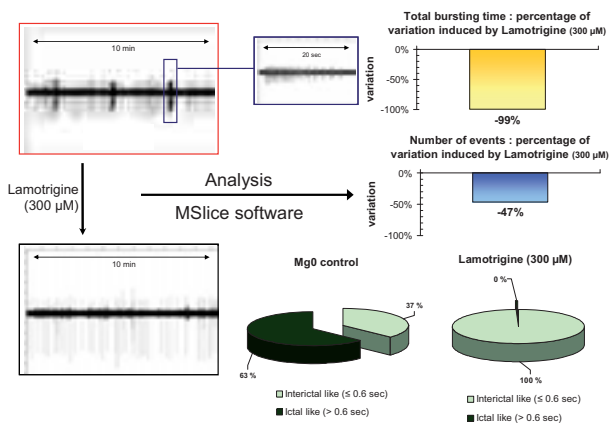 10 min
20 sec
Total bursting time : percentage of
variation induced by Lamotrigine (300 µM)
0%
-50%
-100%
variation
-99%
Lamotrigine
(300 µM)
Analysis
MSlice software
Number of events : percentage of
variation induced by Lamotrigine (300 µM)
0%
-50%
-100%
variation
-47%
10 min
Mg0 control
37 %
63 %
Interictal like (≤ 0.6 sec)
Ictal like (> 0.6 sec)
Lamotrigine (300 µM)
0 %
100 %
Interictal like (≤ 0.6 sec)
Ictal like (> 0.6 sec)